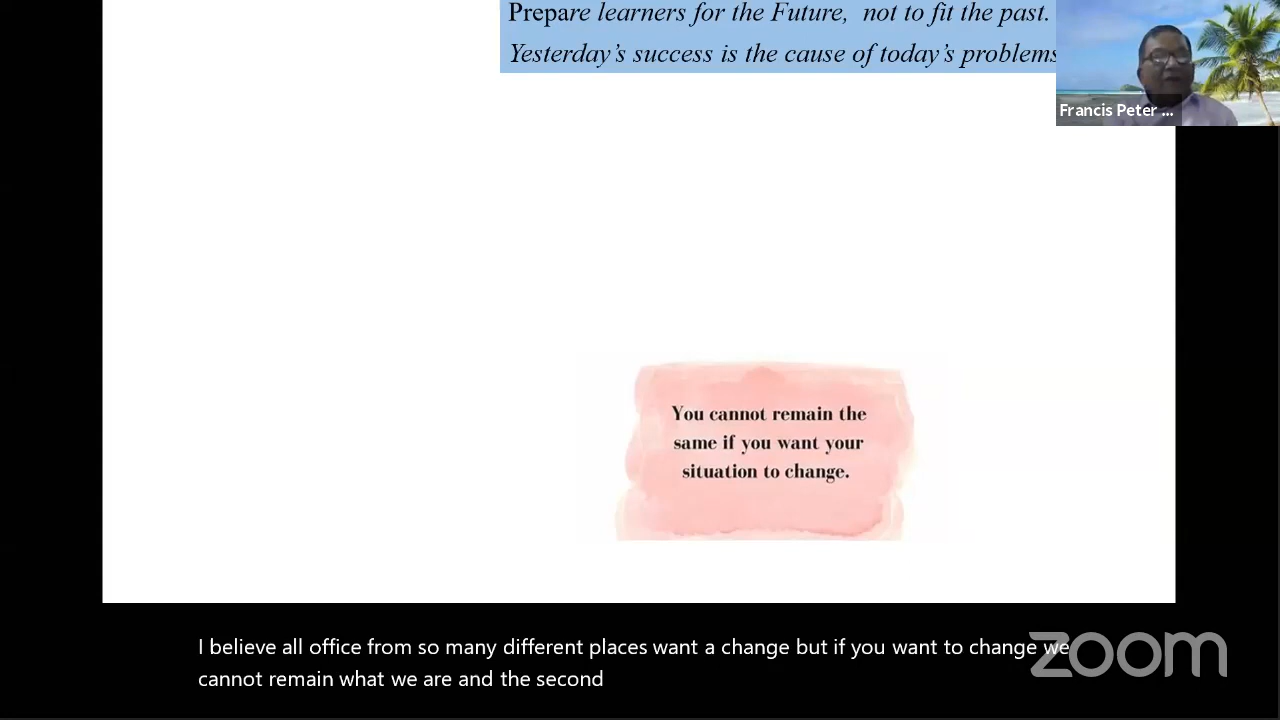 Prepare learners for the Future, not to fit the past.
Yesterday's success is the cause of today's problems
Francis Peter ...
You cannot remain the
same if you want your
situation to change.
I believe all office from so many different places want a change but if you want to change we
cannot remain what we are and the second
zoom